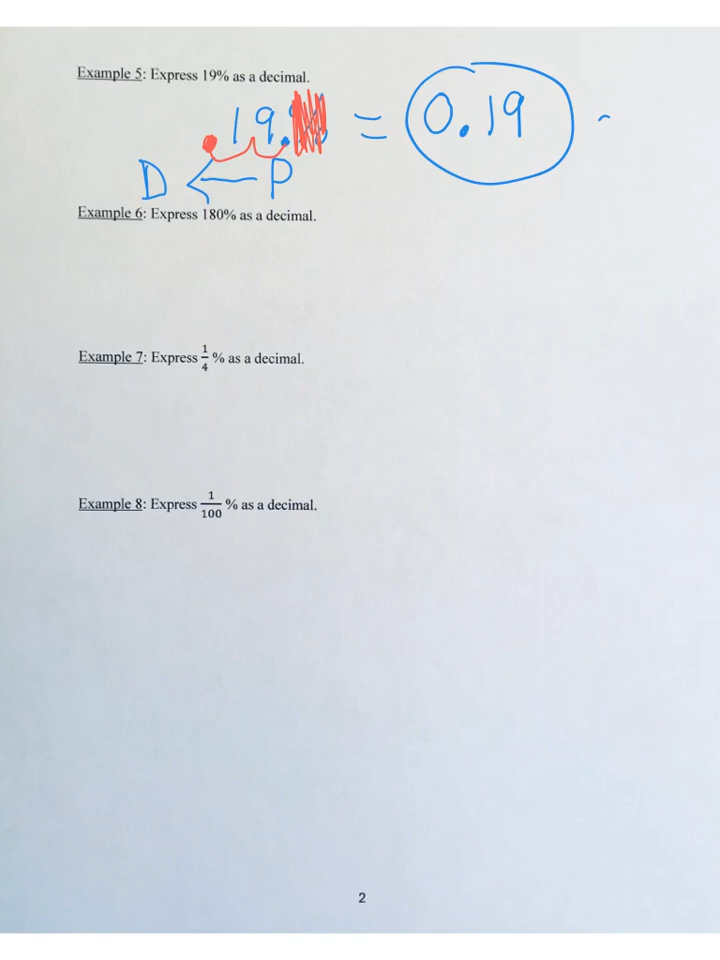 Example 5: Express 19% as a decimal.
19. = 0.19
D ← P
Example 6: Express 180% as a decimal.
Example 7: Express 1/4 % as a decimal.
Example 8: Express 1/100 % as a decimal.
2